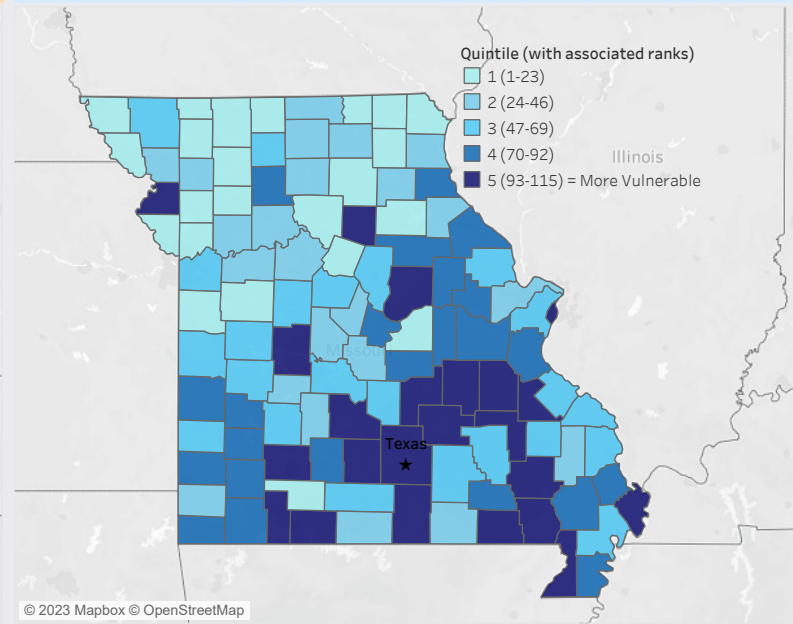 Quintile (with associated ranks)
1 (1-23)
2 (24-46)
3 (47-69)
Illinois
4 (70-92)
5 (93-115) = More Vulnerable
Missouri
Texas
© 2023 Mapbox © OpenStreetMap